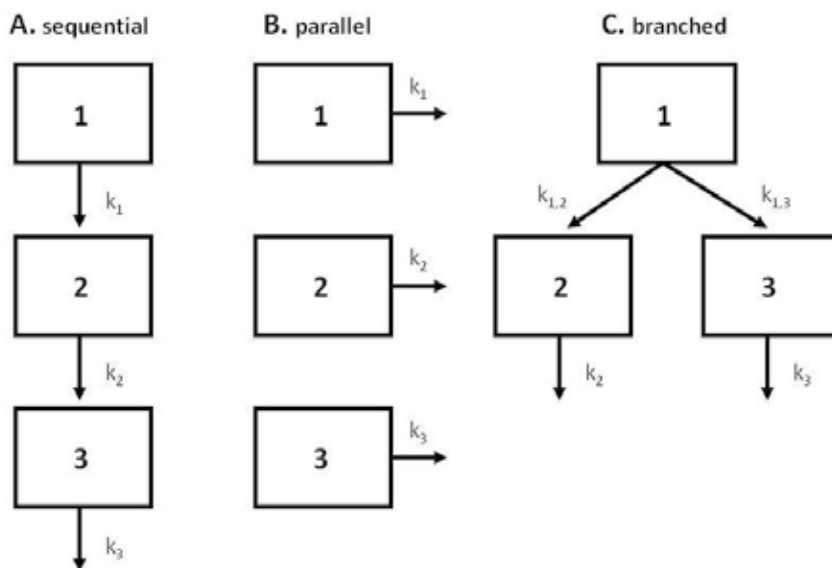 A. sequential
B. parallel
C. branched
1
k₁
2
k₂
3
k₃
1
k₁
2
k₂
3
k₃
1
k₁,₂
k₁,₃
2
3
k₂
k₃